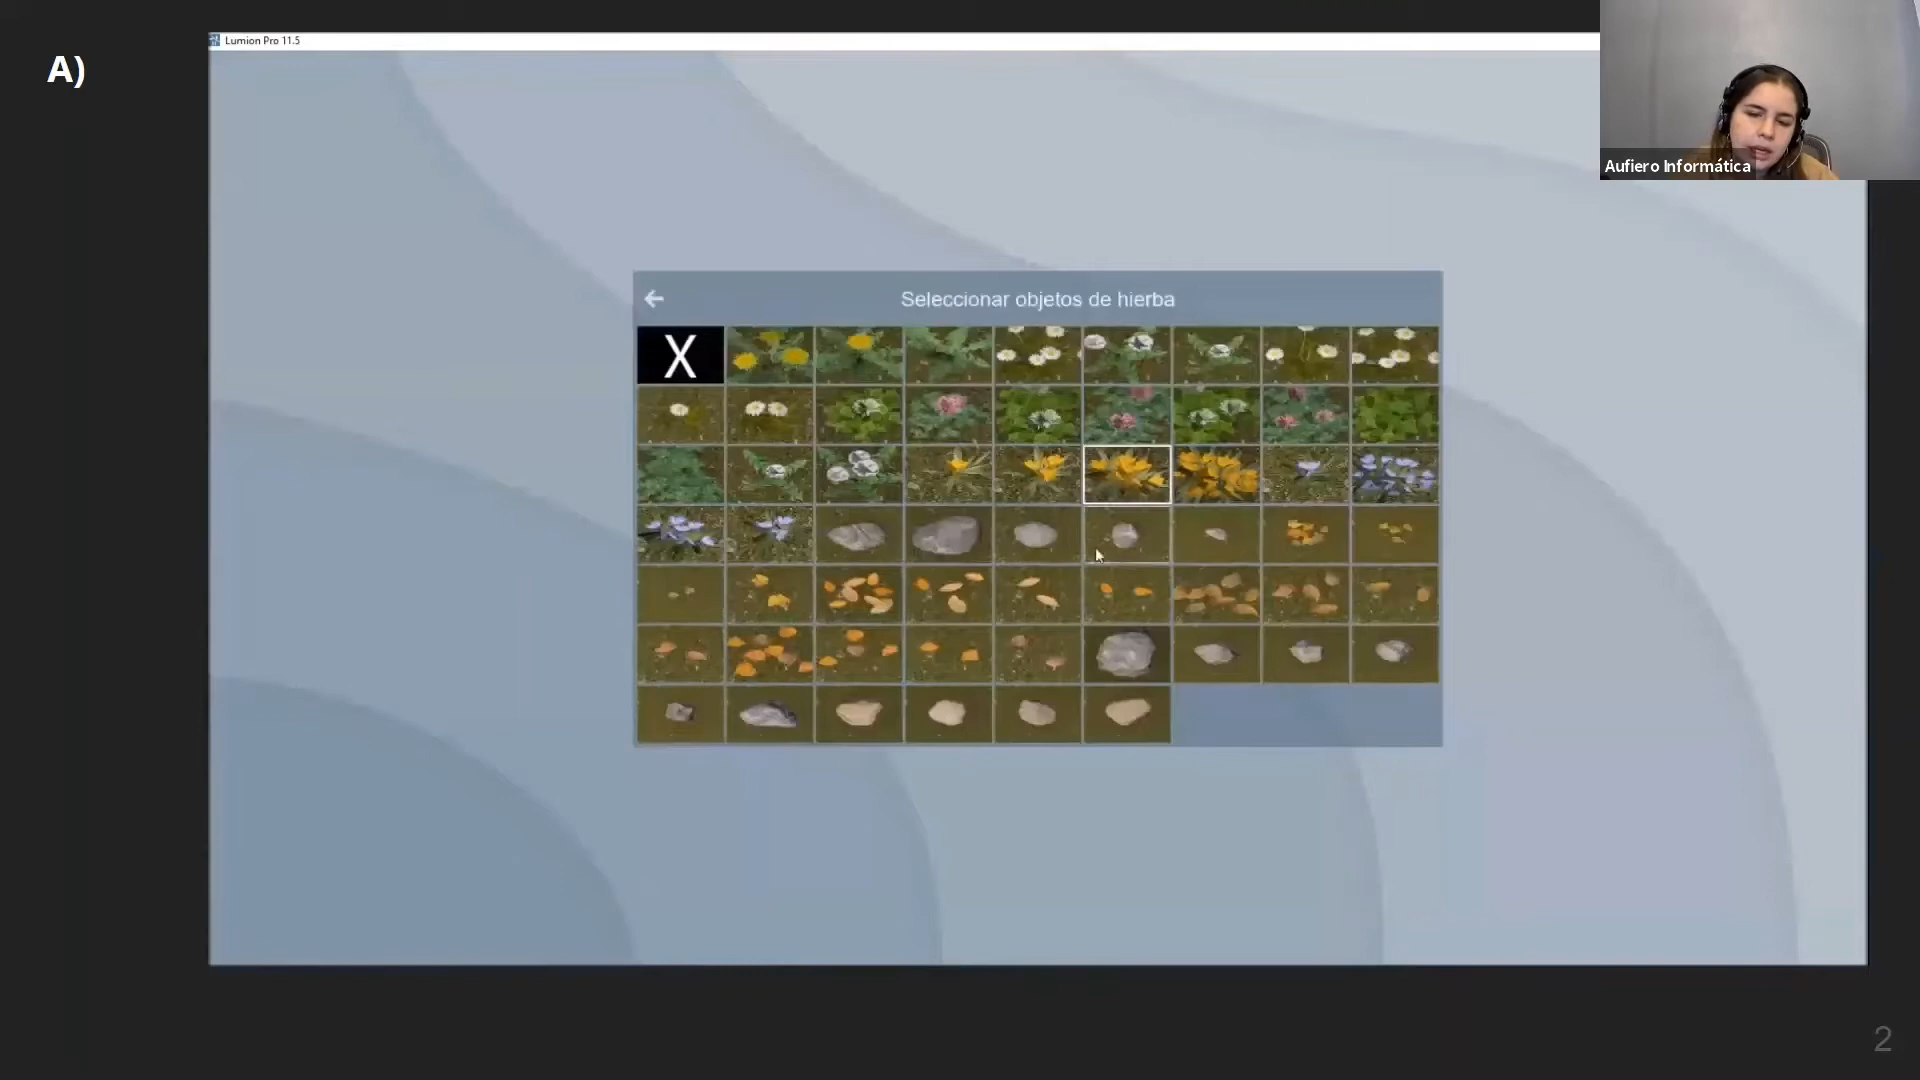 Lumion Pro 11.5
A)
Aufiero Informática
Seleccionar objetos de hierba
X
2